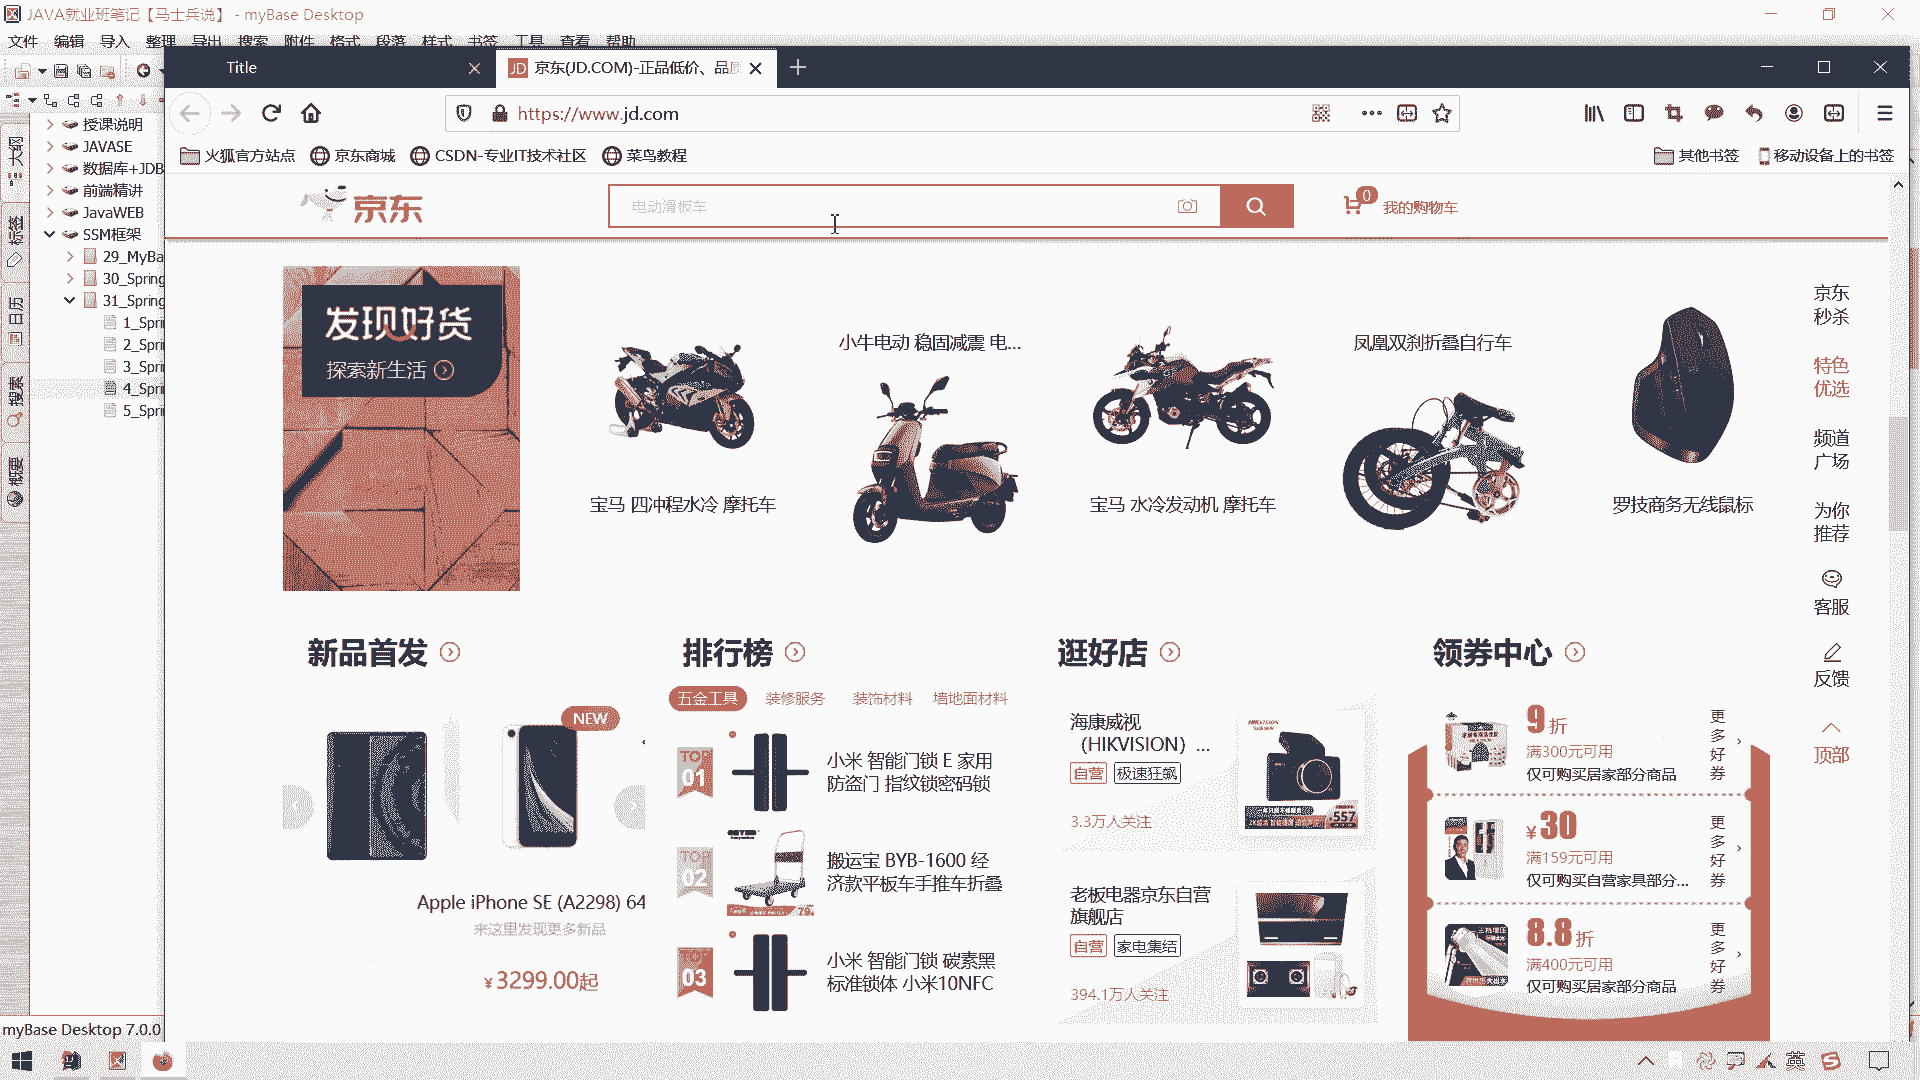 JAVA就业班笔记【马士兵说】 - myBase Desktop
文件 编辑 导入 整理 导出 搜索 附件 格式 段落 样式 书签 工具 查看 帮助
Title
JD 京东(JD.COM)-正品低价、品
https://www.jd.com
火狐官方站点 京东商城 CSDN-专业IT技术社区 菜鸟教程 其他书签 移动设备上的书签
大纲
标签
日历
搜索
概要
授课说明
JAVASE
数据库+JDB
前端精讲
JavaWEB
SSM框架
29_MyBa
30_Spring
31_Spring
1_Spri
2_Spri
3_Spri
4_Spri
5_Spri
京东
电动滑板车
0
我的购物车
发现好货
探索新生活
宝马 四冲程水冷 摩托车
小牛电动 稳固减震 电...
宝马 水冷发动机 摩托车
凤凰双刹折叠自行车
罗技商务无线鼠标
京东
秒杀
特色
优选
频道
广场
为你
推荐
客服
反馈
顶部
新品首发
NEW
Apple iPhone SE (A2298) 64
来这里发现更多新品
¥3299.00起
排行榜
五金工具 装修服务 装饰材料 墙地面材料
TOP
01
小米 智能门锁 E 家用
防盗门 指纹锁密码锁
TOP
02
搬运宝 BYB-1600 经
济款平板车手推车折叠
TOP
03
小米 智能门锁 碳素黑
标准锁体 小米10NFC
逛好店
海康威视
（HIKVISION）...
自营 极速狂飙
3.3万人关注
HIKVISION
557
老板电器京东自营
旗舰店
自营 家电集结
394.1万人关注
领券中心
9折
满300元可用
仅可购买居家部分商品
更多好券
¥30
满159元可用
仅可购买自营家具部分...
更多好券
8.8折
满400元可用
仅可购买居家部分商品
更多好券
myBase Desktop 7.0.0
英